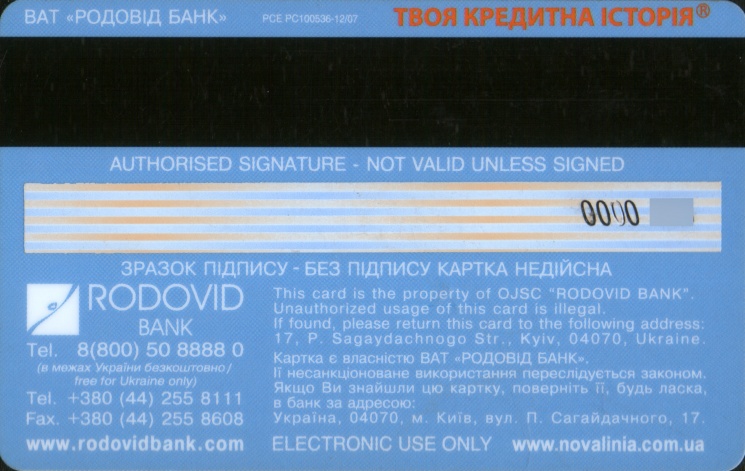 ВАТ «РОДОВІД БАНК» PCE PC100536-12/07 ТВОЯ КРЕДИТНА ІСТОРІЯ®
AUTHORISED SIGNATURE - NOT VALID UNLESS SIGNED
0000
ЗРАЗОК ПІДПИСУ - БЕЗ ПІДПИСУ КАРТКА НЕДІЙСНА
RODOVID
BANK
Tel. 8(800) 50 8888 0
(в межах України безкоштовно/
free for Ukraine only)
Tel. +380 (44) 255 8111
Fax. +380 (44) 255 8608
This card is the property of OJSC "RODOVID BANK".
Unauthorized usage of this card is illegal.
If found, please return this card to the following address:
17, P. Sagaydachnogo Str., Kyiv, 04070, Ukraine.
Картка є власністю ВАТ «РОДОВІД БАНК».
Її несанкціоноване використання переслідується законом.
Якщо Ви знайшли цю картку, поверніть її, будь ласка,
в банк за адресою:
Україна, 04070, м. Київ, вул. П. Сагайдачного, 17.
www.rodovidbank.com ELECTRONIC USE ONLY www.novalinia.com.ua